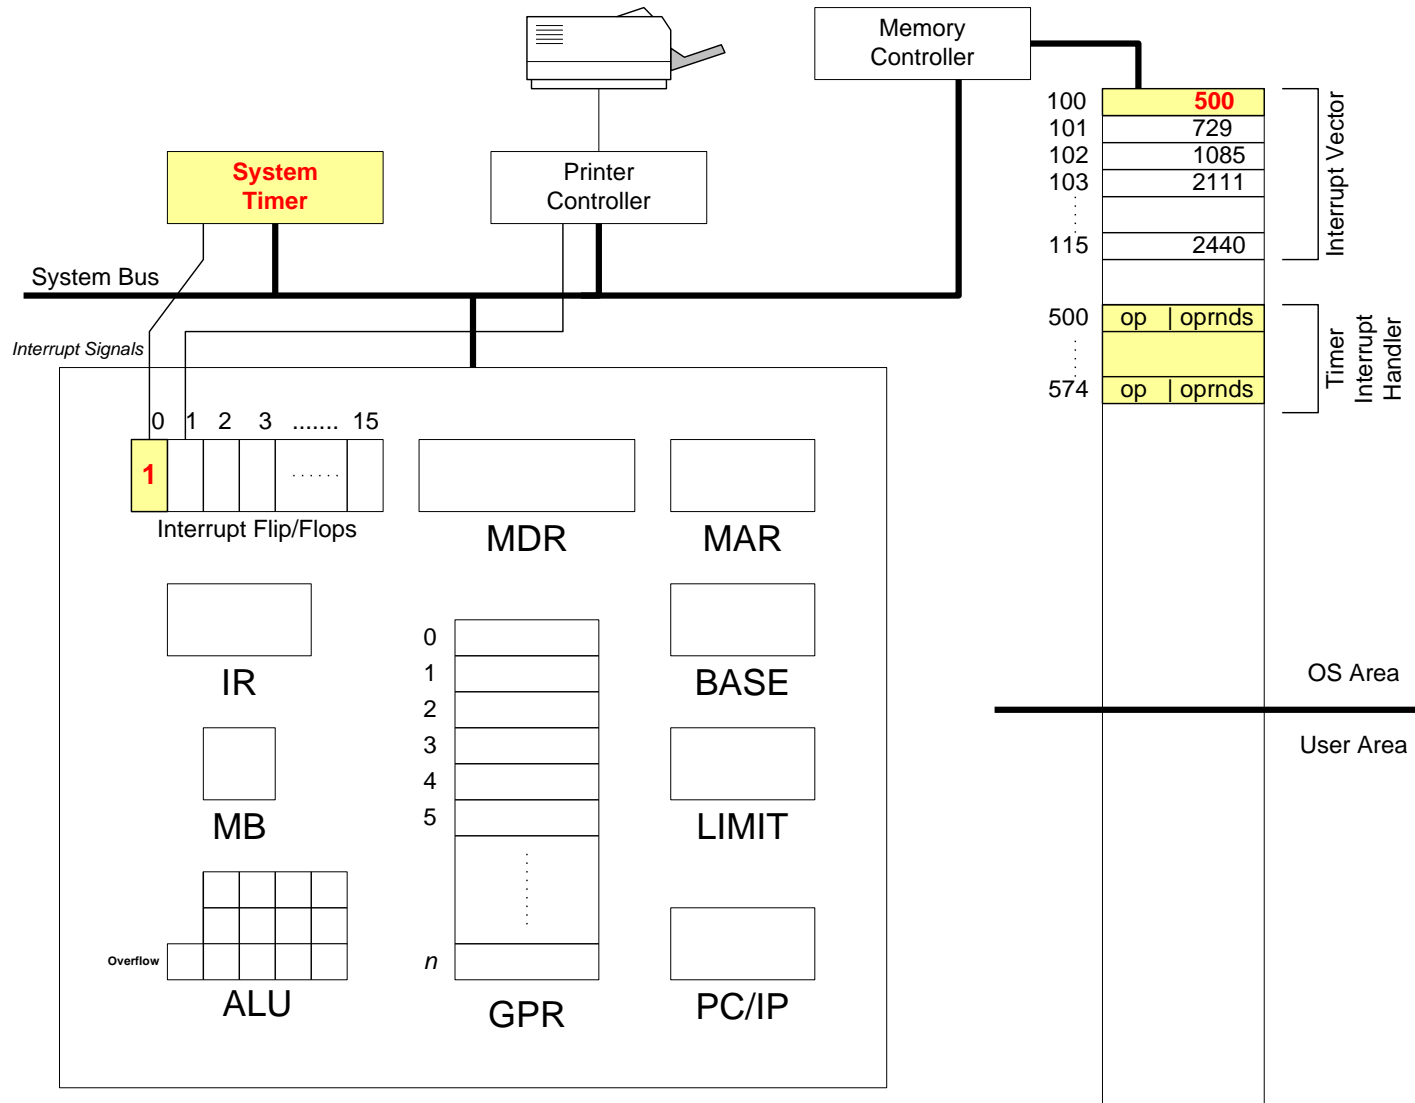 Memory
Controller
System
Timer
Printer
Controller
100 500
101 729
102 1085
103 2111
115 2440
Interrupt Vector
System Bus
Interrupt Signals
500 op | oprnds
574 op | oprnds
Timer
Interrupt
Handler
0 1 2 3 ....... 15
1 ......
Interrupt Flip/Flops
MDR
MAR
IR
BASE
MB
LIMIT
0
1
2
3
4
5
n
GPR
Overflow
ALU
PC/IP
OS Area
User Area